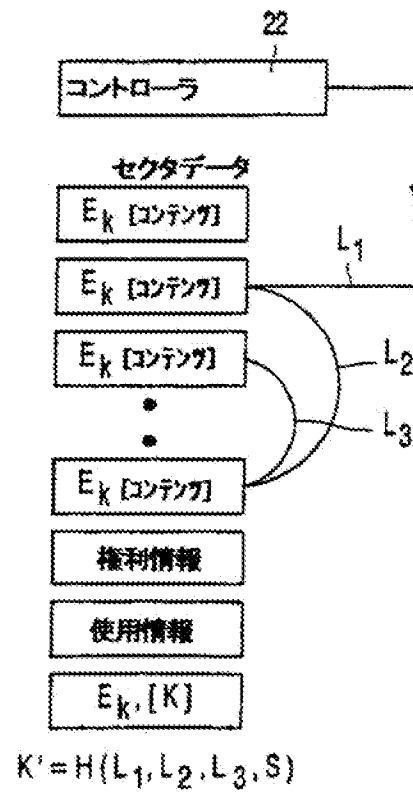 22
コントローラ
セクタデータ
Ek [コンテンツ]
Ek [コンテンツ]
L1
Ek [コンテンツ]
L2
L3
Ek [コンテンツ]
権利情報
使用情報
Ek, [K]
K'=H(L1,L2,L3,S)